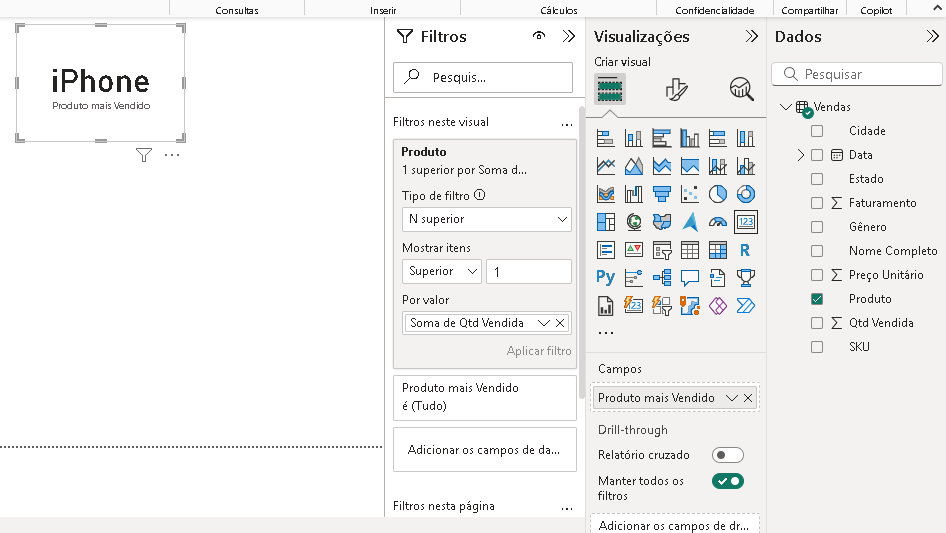 Consultas
Inserir
Cálculos
Confidencialidade
Compartilhar
Copilot
iPhone
Produto mais Vendido
Filtros
Pesquis...
Filtros neste visual
...
Produto
1 superior por Soma d...
Tipo de filtro
N superior
Mostrar itens
Superior
1
Por valor
Soma de Qtd Vendida
Aplicar filtro
Produto mais Vendido
é (Tudo)
Adicionar os campos de da...
Filtros nesta página
...
Visualizações
Criar visual
123
R
Py
123
...
Campos
Produto mais Vendido
Drill-through
Relatório cruzado
Manter todos os
filtros
Adicionar os campos de dr...
Dados
Pesquisar
Vendas
Cidade
Data
Estado
∑ Faturamento
Gênero
Nome Completo
∑ Preço Unitário
Produto
∑ Qtd Vendida
SKU